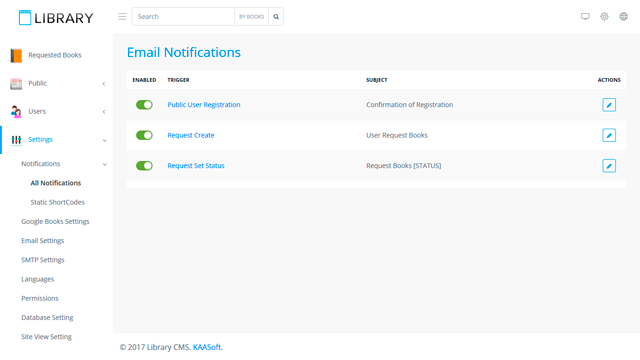 LIBRARY
Search
BY BOOKS
Requested Books
Public
Users
Settings
Notifications
All Notifications
Static ShortCodes
Google Books Settings
Email Settings
SMTP Settings
Languages
Permissions
Database Setting
Site View Setting
Email Notifications
ENABLED TRIGGER SUBJECT ACTIONS
Public User Registration Confirmation of Registration
Request Create User Request Books
Request Set Status Request Books [STATUS]
© 2017 Library CMS. KAASoft.